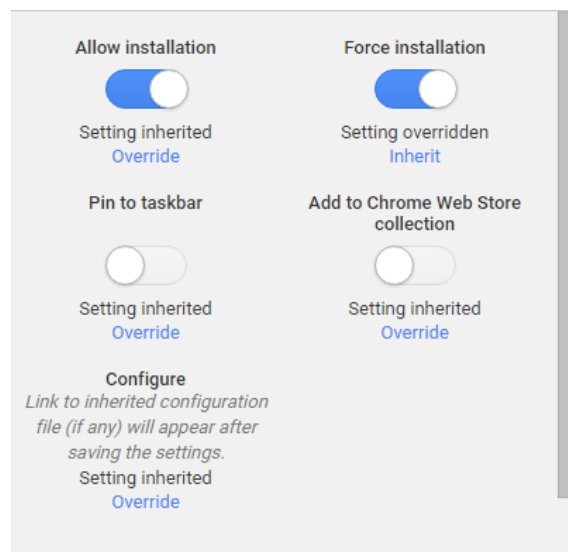 Allow installation
Setting inherited
Override
Force installation
Setting overridden
Inherit
Pin to taskbar
Setting inherited
Override
Add to Chrome Web Store
collection
Setting inherited
Override
Configure
Link to inherited configuration
file (if any) will appear after
saving the settings.
Setting inherited
Override